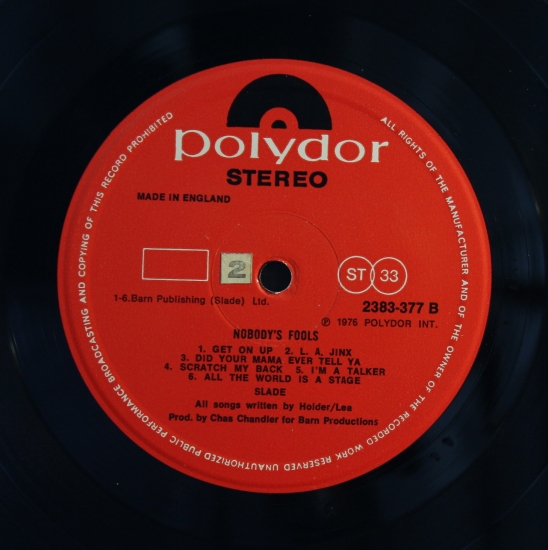 polydor
STEREO
MADE IN ENGLAND
2
ST 33
1-6.Barn Publishing (Slade) Ltd.
2383-377 B
℗ 1976 POLYDOR INT.
NOBODY'S FOOLS
1. GET ON UP 2. L. A. JINX
3. DID YOUR MAMA EVER TELL YA
4. SCRATCH MY BACK 5. I'M A TALKER
6. ALL THE WORLD IS A STAGE
SLADE
All songs written by Holder/Lea
Prod. by Chas Chandler for Barn Productions
ALL RIGHTS OF THE MANUFACTURER AND OF THE OWNER OF THE RECORDED WORK RESERVED UNAUTHORIZED PUBLIC PERFORMANCE BROADCASTING AND COPYING OF THIS RECORD PROHIBITED